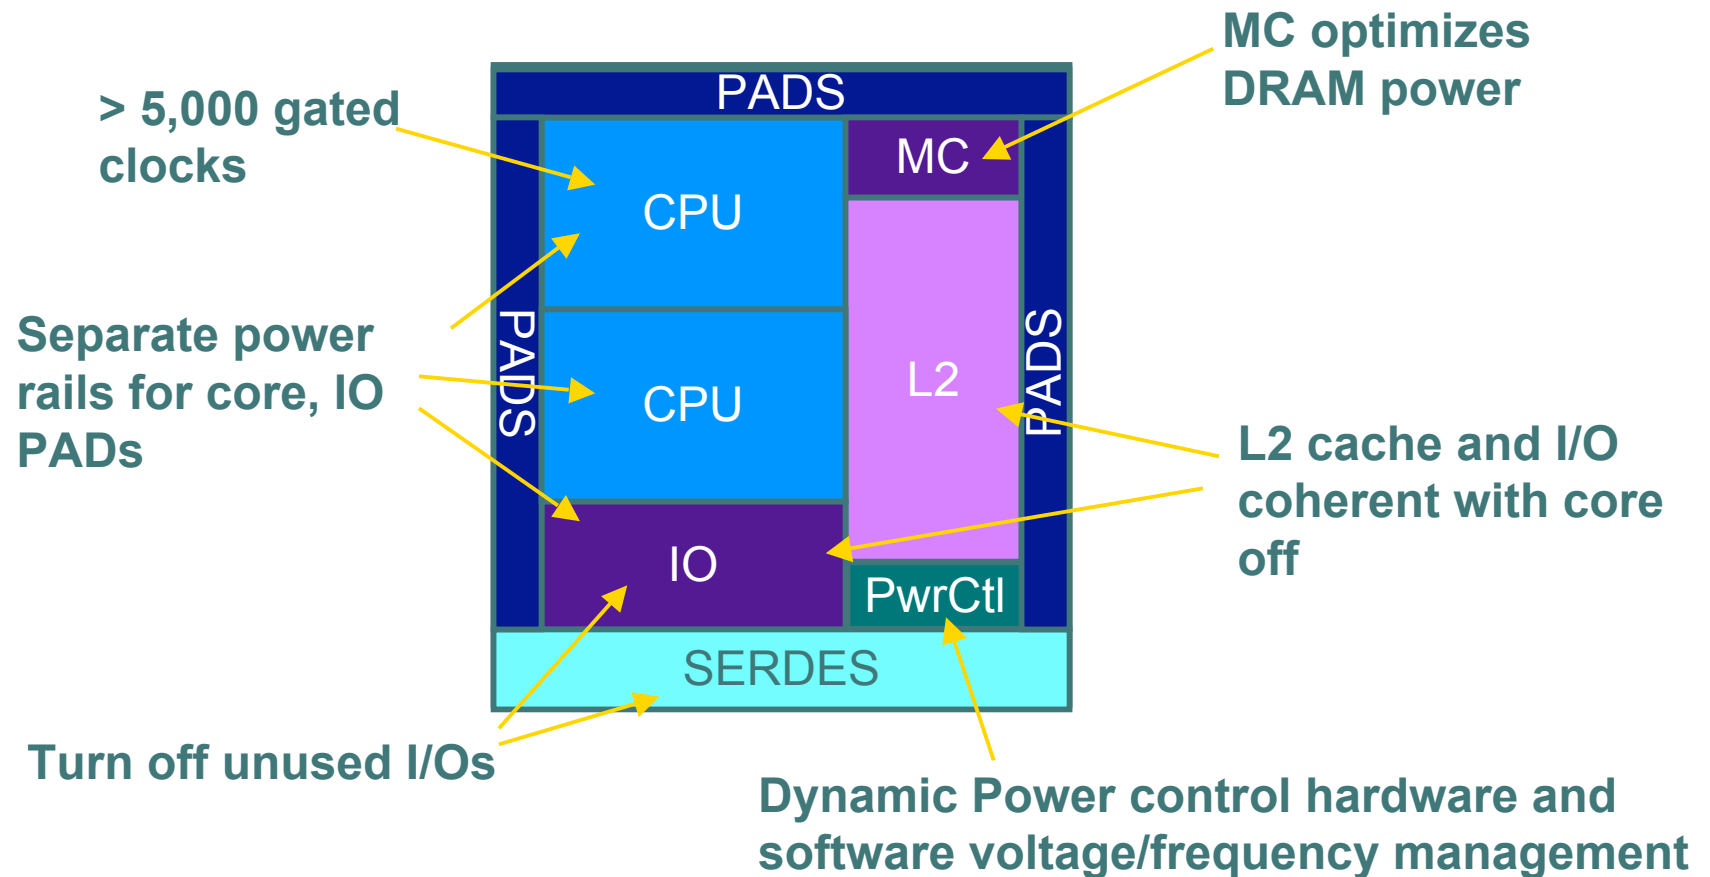 MC optimizes
DRAM power
> 5,000 gated
clocks
PADS
MC
CPU
Separate power
rails for core, IO
PADs
PADS
CPU
L2
PADS
L2 cache and I/O
coherent with core
off
IO
PwrCtl
SERDES
Turn off unused I/Os
Dynamic Power control hardware and
software voltage/frequency management